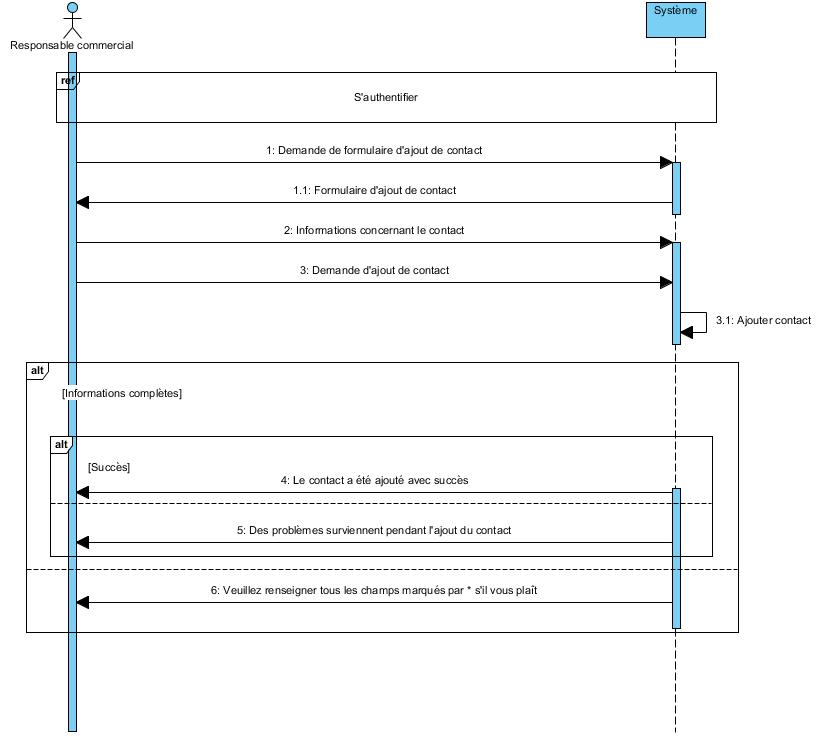 Système
Responsable commercial
ref
S'authentifier
1: Demande de formulaire d'ajout de contact
1.1: Formulaire d'ajout de contact
2: Informations concernant le contact
3: Demande d'ajout de contact
3.1: Ajouter contact
alt
[Informations complètes]
alt
[Succès]
4: Le contact a été ajouté avec succès
5: Des problèmes surviennent pendant l'ajout du contact
6: Veuillez renseigner tous les champs marqués par * s'il vous plaît